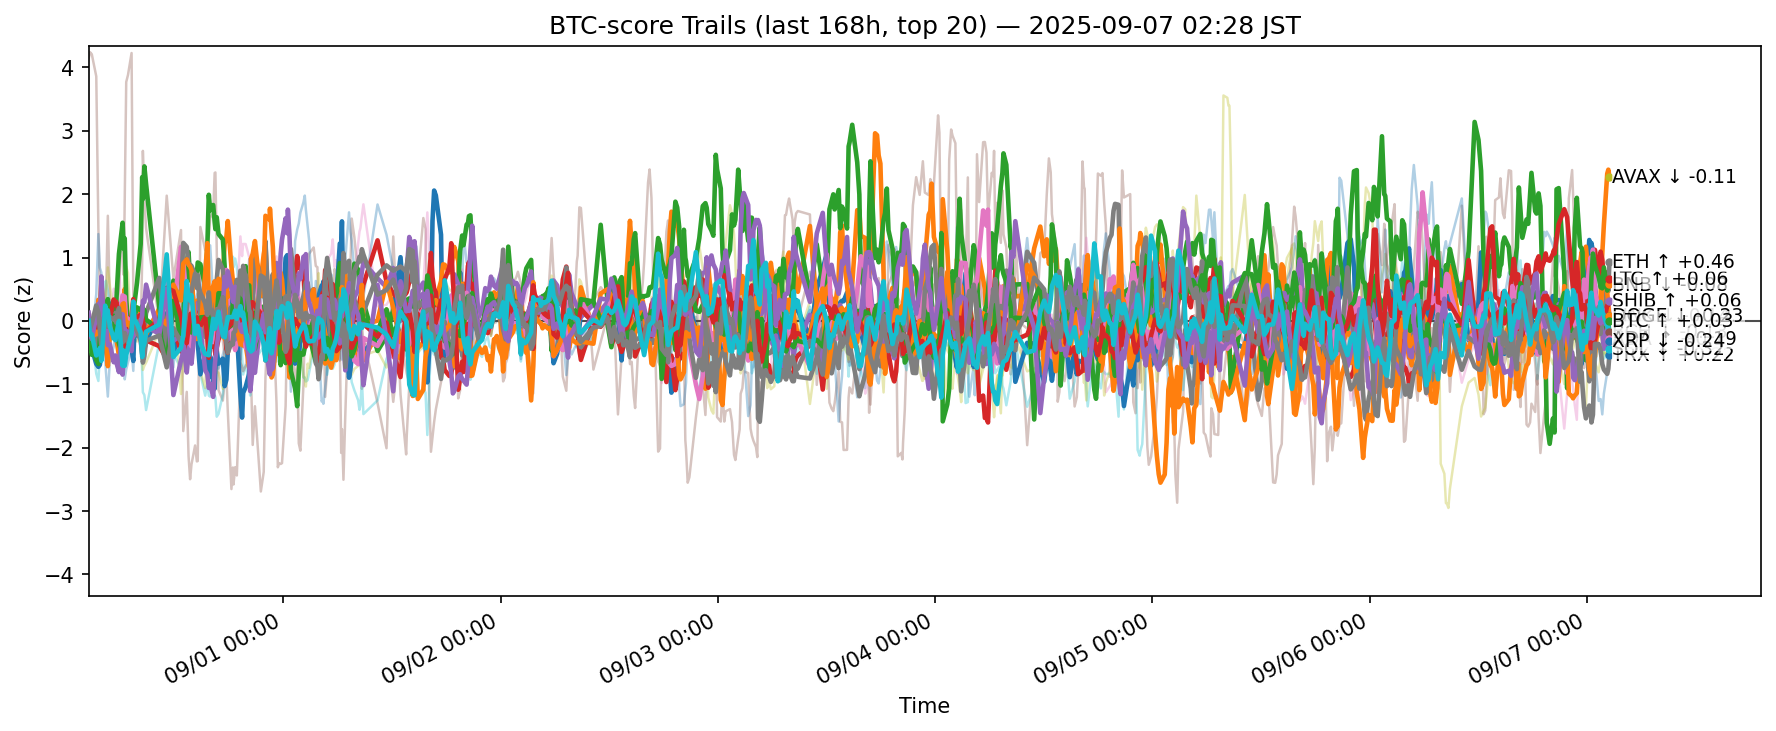 BTC-score Trails (last 168h, top 20) — 2025-09-07 02:28 JST
Score (z)
4
3
2
1
0
−1
−2
−3
−4
AVAX ↓ -0.11
ETH ↑ +0.46
LTC ↑ +0.06
SHIB ↑ +0.06
BTC ↑ +0.03
XRP ↓
09/01 00:00
09/02 00:00
09/03 00:00
09/04 00:00
09/05 00:00
09/06 00:00
09/07 00:00
Time